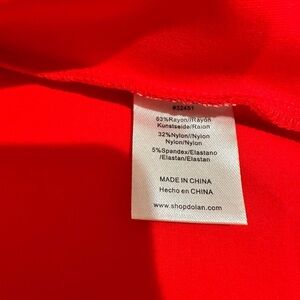 #32451
63%Rayon//Rayón
Kunstseide/Raion
32%Nylon//Nylon
Nylon/Nylon
5%Spandex/Elastano
/Elastan/Elastan
MADE IN CHINA
Hecho en CHINA
www.shopdolan.com